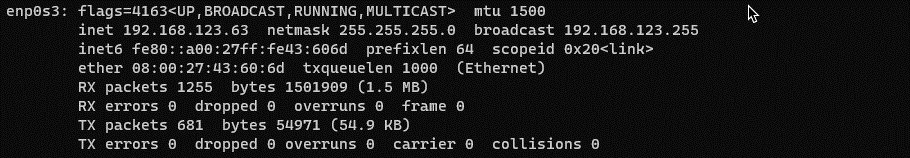 enp0s3: flags=4163<UP,BROADCAST,RUNNING,MULTICAST>  mtu 1500
        inet 192.168.123.63  netmask 255.255.255.0  broadcast 192.168.123.255
        inet6 fe80::a00:27ff:fe43:606d  prefixlen 64  scopeid 0x20<link>
        ether 08:00:27:43:60:6d  txqueuelen 1000  (Ethernet)
        RX packets 1255  bytes 1501909 (1.5 MB)
        RX errors 0  dropped 0  overruns 0  frame 0
        TX packets 681  bytes 54971 (54.9 KB)
        TX errors 0  dropped 0 overruns 0  carrier 0  collisions 0